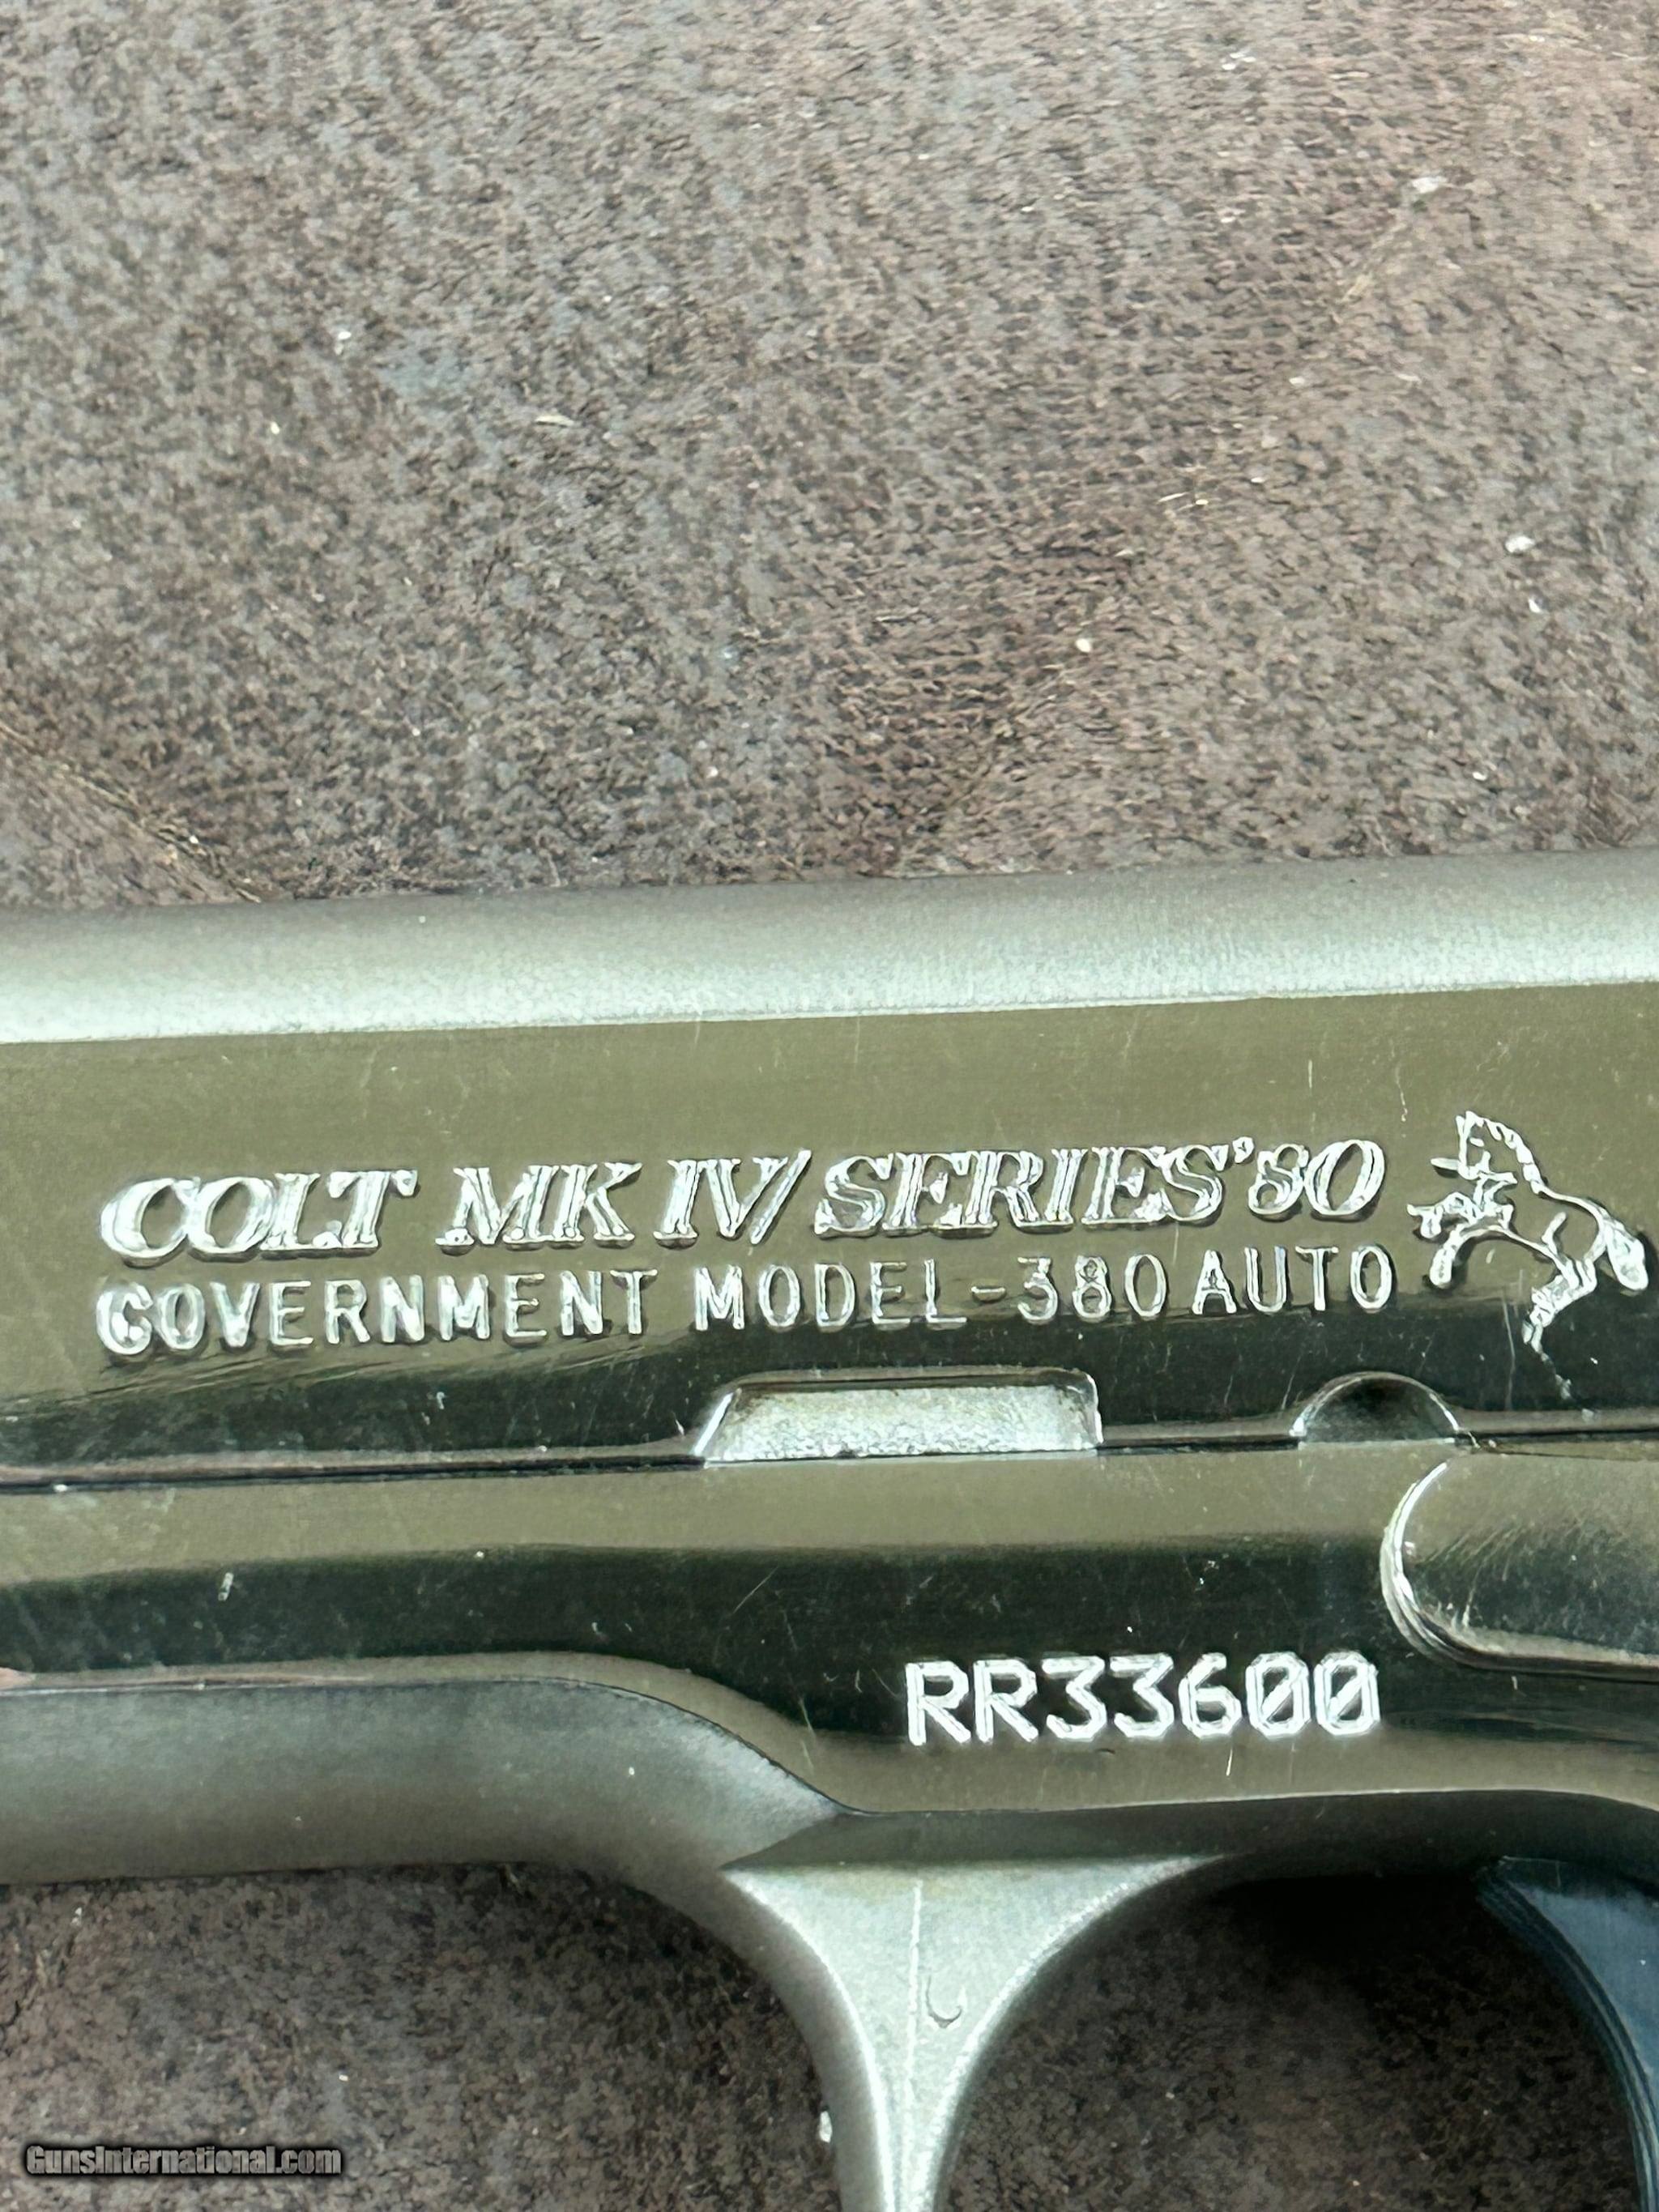 COLT MK IV/SERIES'80
GOVERNMENT MODEL-380 AUTO
RR33600
GunsInternational.com